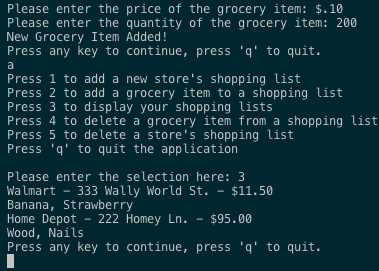 Please enter the price of the grocery item: $.10
Please enter the quantity of the grocery item: 200
New Grocery Item Added!
Press any key to continue, press 'q' to quit.
a
Press 1 to add a new store's shopping list
Press 2 to add a grocery item to a shopping list
Press 3 to display your shopping lists
Press 4 to delete a grocery item from a shopping list
Press 5 to delete a store's shopping list
Press 'q' to quit the application
Please enter the selection here: 3
Walmart – 333 Wally World St. – $11.50
Banana, Strawberry
Home Depot – 222 Homey Ln. – $95.00
Wood, Nails
Press any key to continue, press 'q' to quit.